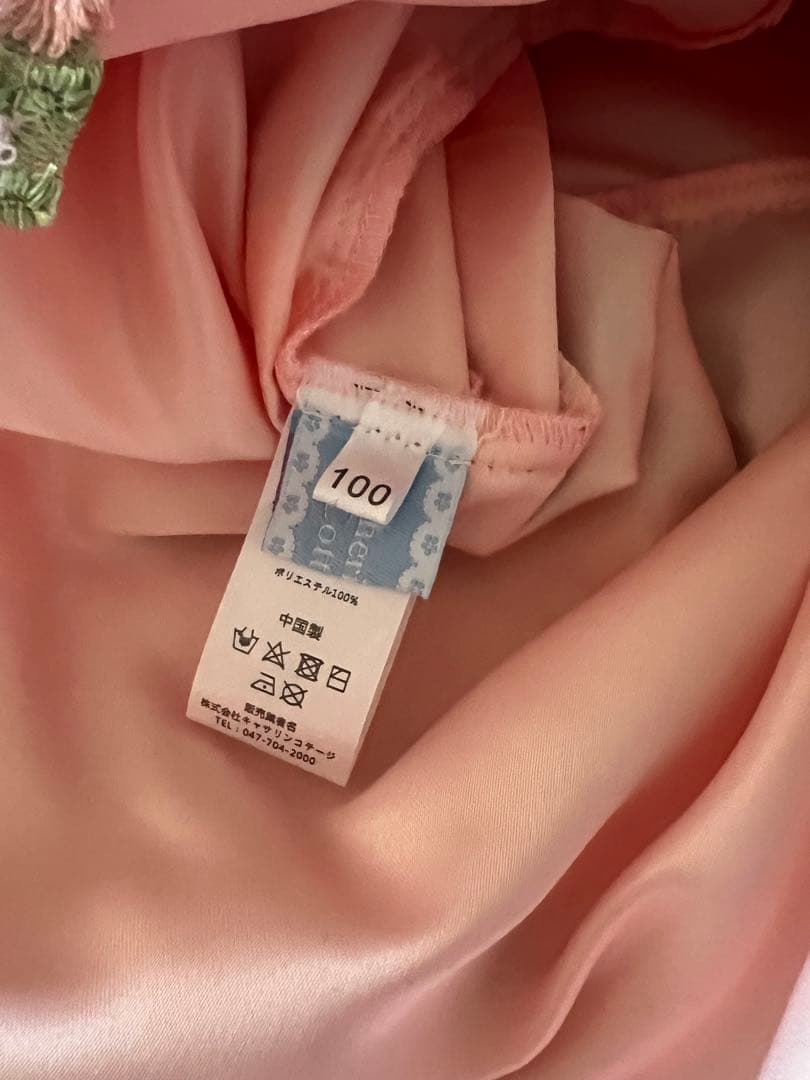 100
ポリエステル100%
中国製
販売業者名
株式会社キャサリンコテージ
TEL：047-704-2000